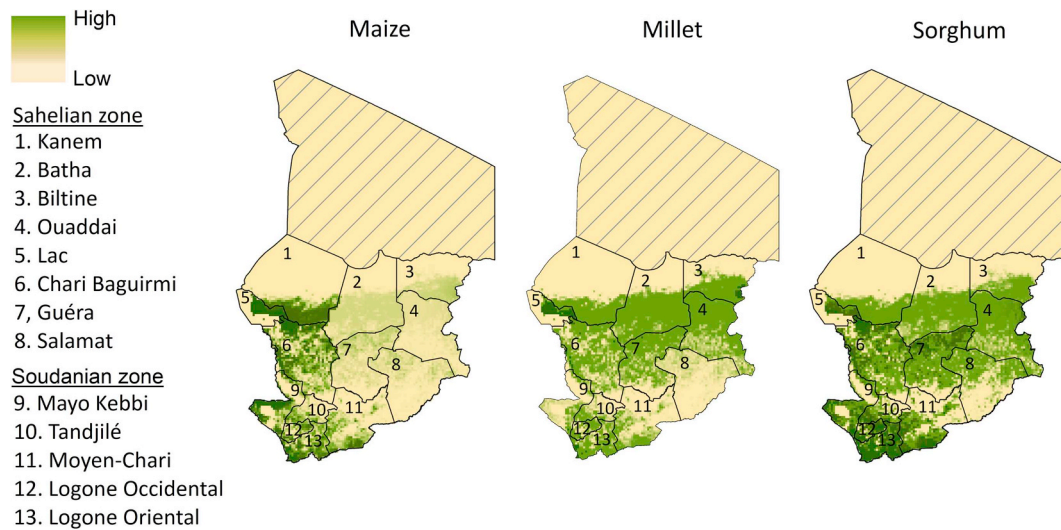 High
Low
Sahelian zone
1. Kanem
2. Batha
3. Biltine
4. Ouaddai
5. Lac
6. Chari Baguirmi
7, Guéra
8. Salamat
Soudanian zone
9. Mayo Kebbi
10. Tandjilé
11. Moyen-Chari
12. Logone Occidental
13. Logone Oriental
Maize
1
2
3
4
5
6
7
8
9
10
11
12
13
Millet
1
2
3
4
5
6
7
8
9
10
11
12
13
Sorghum
1
2
3
4
5
6
7
8
9
10
11
12
13